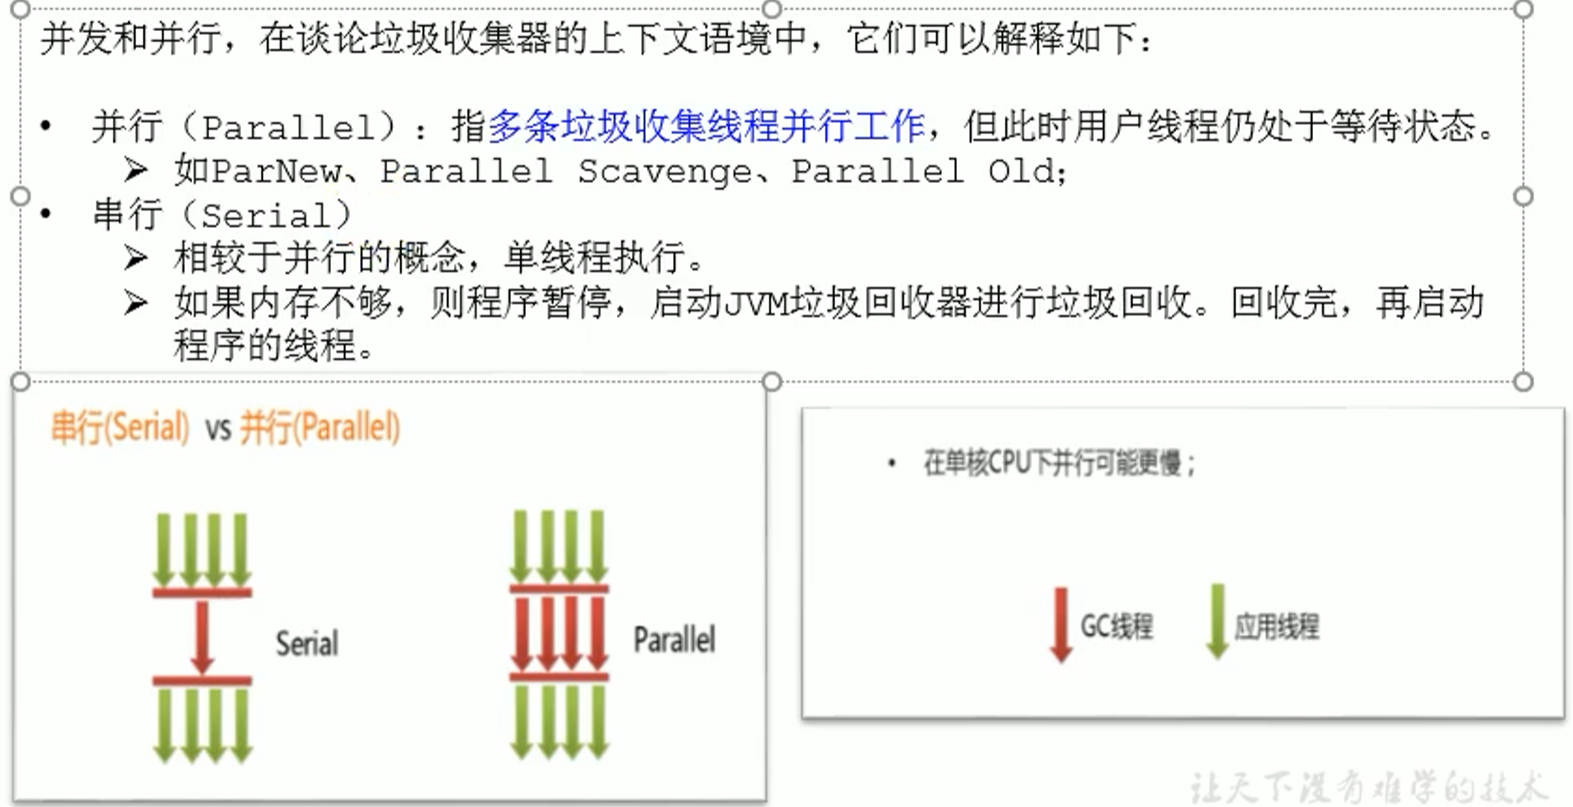 并发和并行，在谈论垃圾收集器的上下文语境中，它们可以解释如下：
• 并行（Parallel）：指多条垃圾收集线程并行工作，但此时用户线程仍处于等待状态。
➢ 如ParNew、Parallel Scavenge、Parallel Old；
• 串行（Serial）
➢ 相较于并行的概念，单线程执行。
➢ 如果内存不够，则程序暂停，启动JVM垃圾回收器进行垃圾回收。回收完，再启动
程序的线程。
串行(Serial) vs 并行(Parallel)
Serial
Parallel
• 在单核CPU下并行可能更慢；
GC线程
应用线程
让天下没有难学的技术